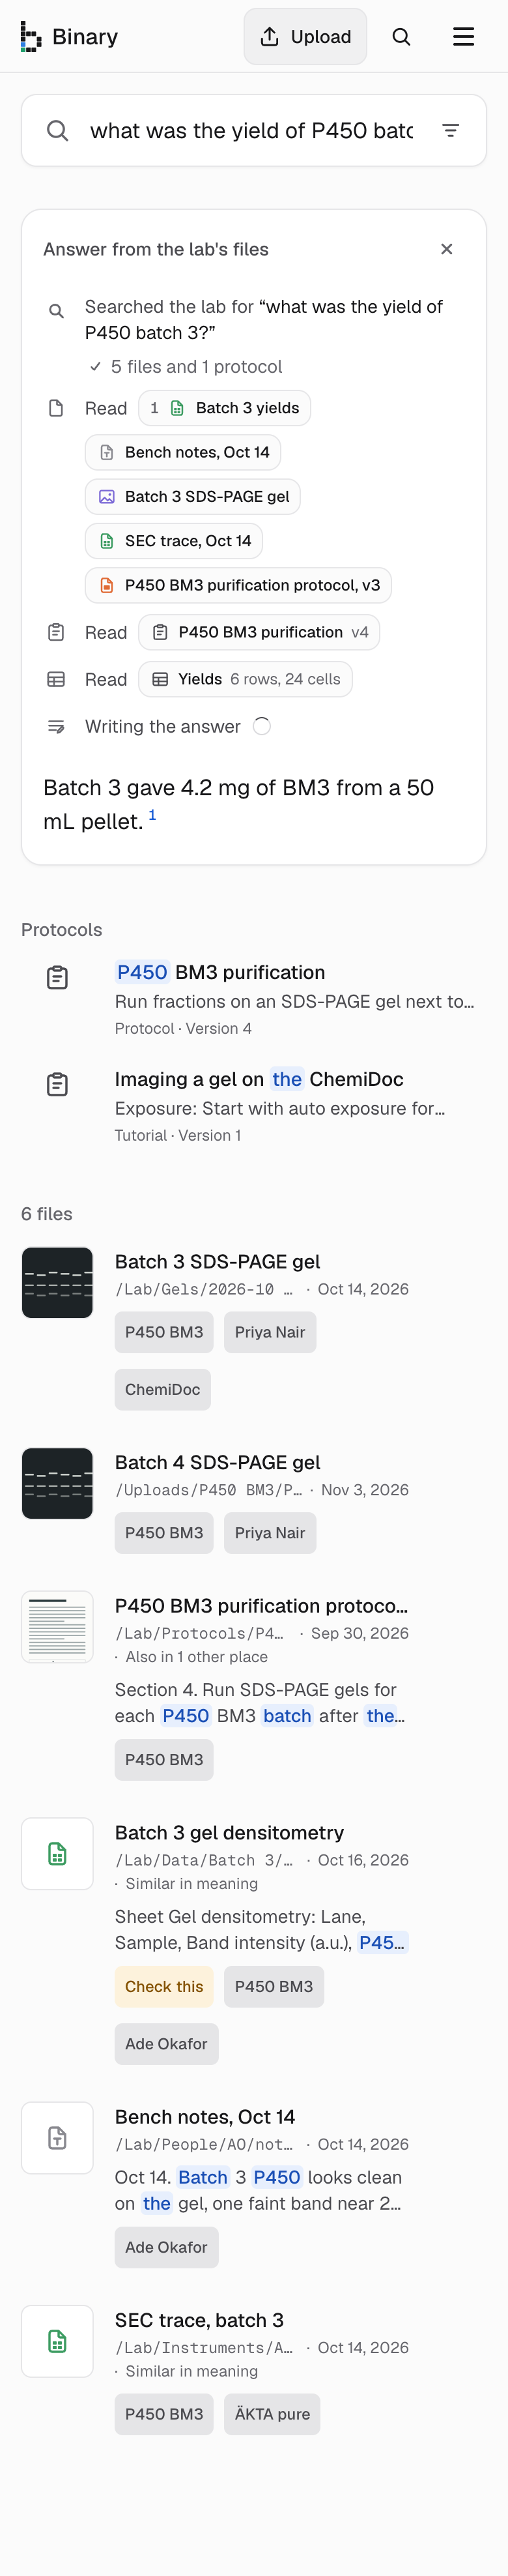 Binary
Upload
what was the yield of P450 batc
Answer from the lab's files
Searched the lab for “what was the yield of
P450 batch 3?”
5 files and 1 protocol
Read 1 Batch 3 yields
Bench notes, Oct 14
Batch 3 SDS-PAGE gel
SEC trace, Oct 14
P450 BM3 purification protocol, v3
Read P450 BM3 purification v4
Read Yields 6 rows, 24 cells
Writing the answer
Batch 3 gave 4.2 mg of BM3 from a 50
mL pellet. 1
Protocols
P450 BM3 purification
Run fractions on an SDS-PAGE gel next to...
Protocol · Version 4
Imaging a gel on the ChemiDoc
Exposure: Start with auto exposure for...
Tutorial · Version 1
6 files
Batch 3 SDS-PAGE gel
/Lab/Gels/2026-10 … · Oct 14, 2026
P450 BM3 Priya Nair
ChemiDoc
Batch 4 SDS-PAGE gel
/Uploads/P450 BM3/P… · Nov 3, 2026
P450 BM3 Priya Nair
P450 BM3 purification protoco...
/Lab/Protocols/P4… · Sep 30, 2026
· Also in 1 other place
Section 4. Run SDS-PAGE gels for
each P450 BM3 batch after the...
P450 BM3
Batch 3 gel densitometry
/Lab/Data/Batch 3/… · Oct 16, 2026
· Similar in meaning
Sheet Gel densitometry: Lane,
Sample, Band intensity (a.u.), P45...
Check this P450 BM3
Ade Okafor
Bench notes, Oct 14
/Lab/People/AO/not… · Oct 14, 2026
Oct 14. Batch 3 P450 looks clean
on the gel, one faint band near 2...
Ade Okafor
SEC trace, batch 3
/Lab/Instruments/A… · Oct 14, 2026
· Similar in meaning
P450 BM3 ÄKTA pure